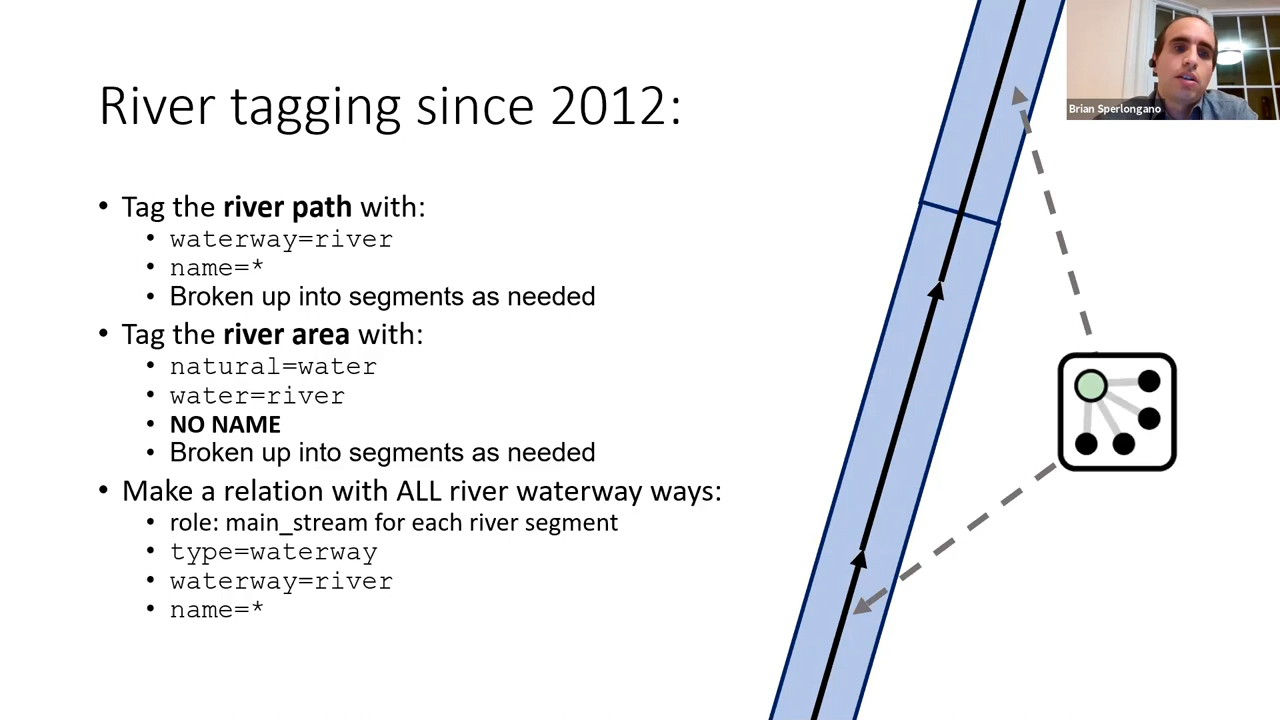 River tagging since 2012:
Brian Sperlongano
• Tag the river path with:
• waterway=river
• name=*
• Broken up into segments as needed
• Tag the river area with:
• natural=water
• water=river
• NO NAME
• Broken up into segments as needed
• Make a relation with ALL river waterway ways:
• role: main_stream for each river segment
• type=waterway
• waterway=river
• name=*